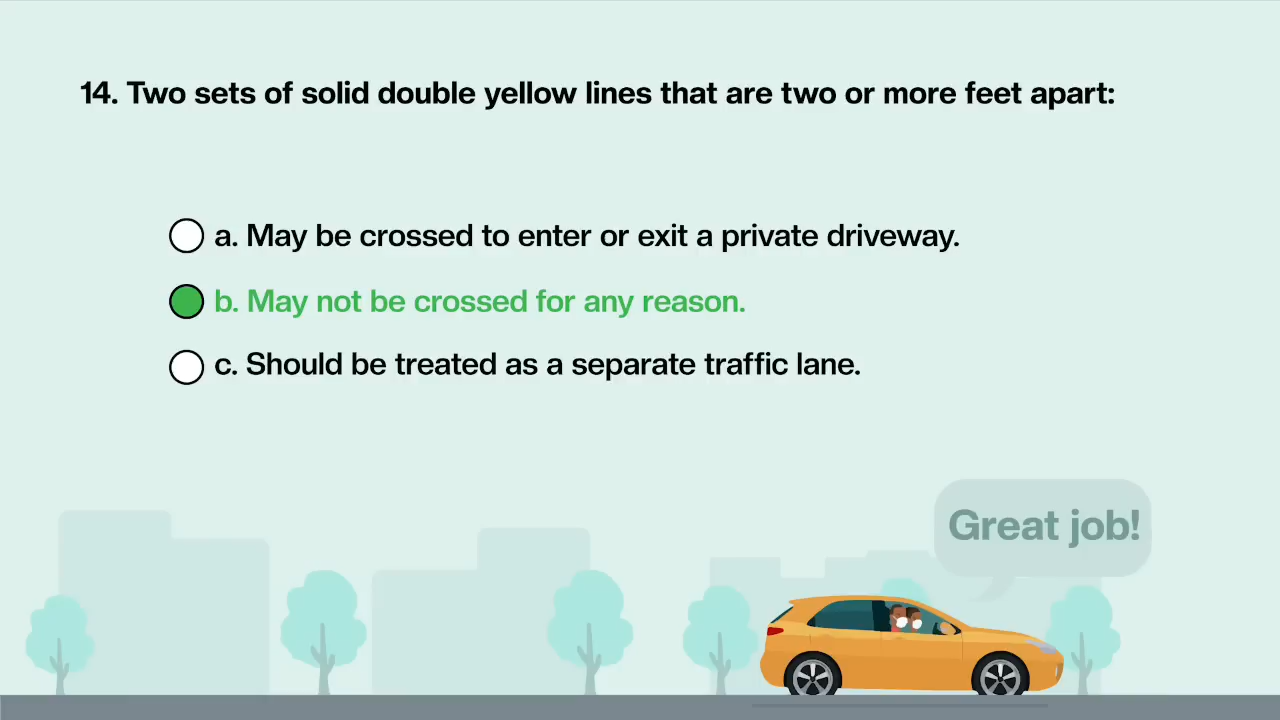 14. Two sets of solid double yellow lines that are two or more feet apart:
a. May be crossed to enter or exit a private driveway.
b. May not be crossed for any reason.
c. Should be treated as a separate traffic lane.
Great job!